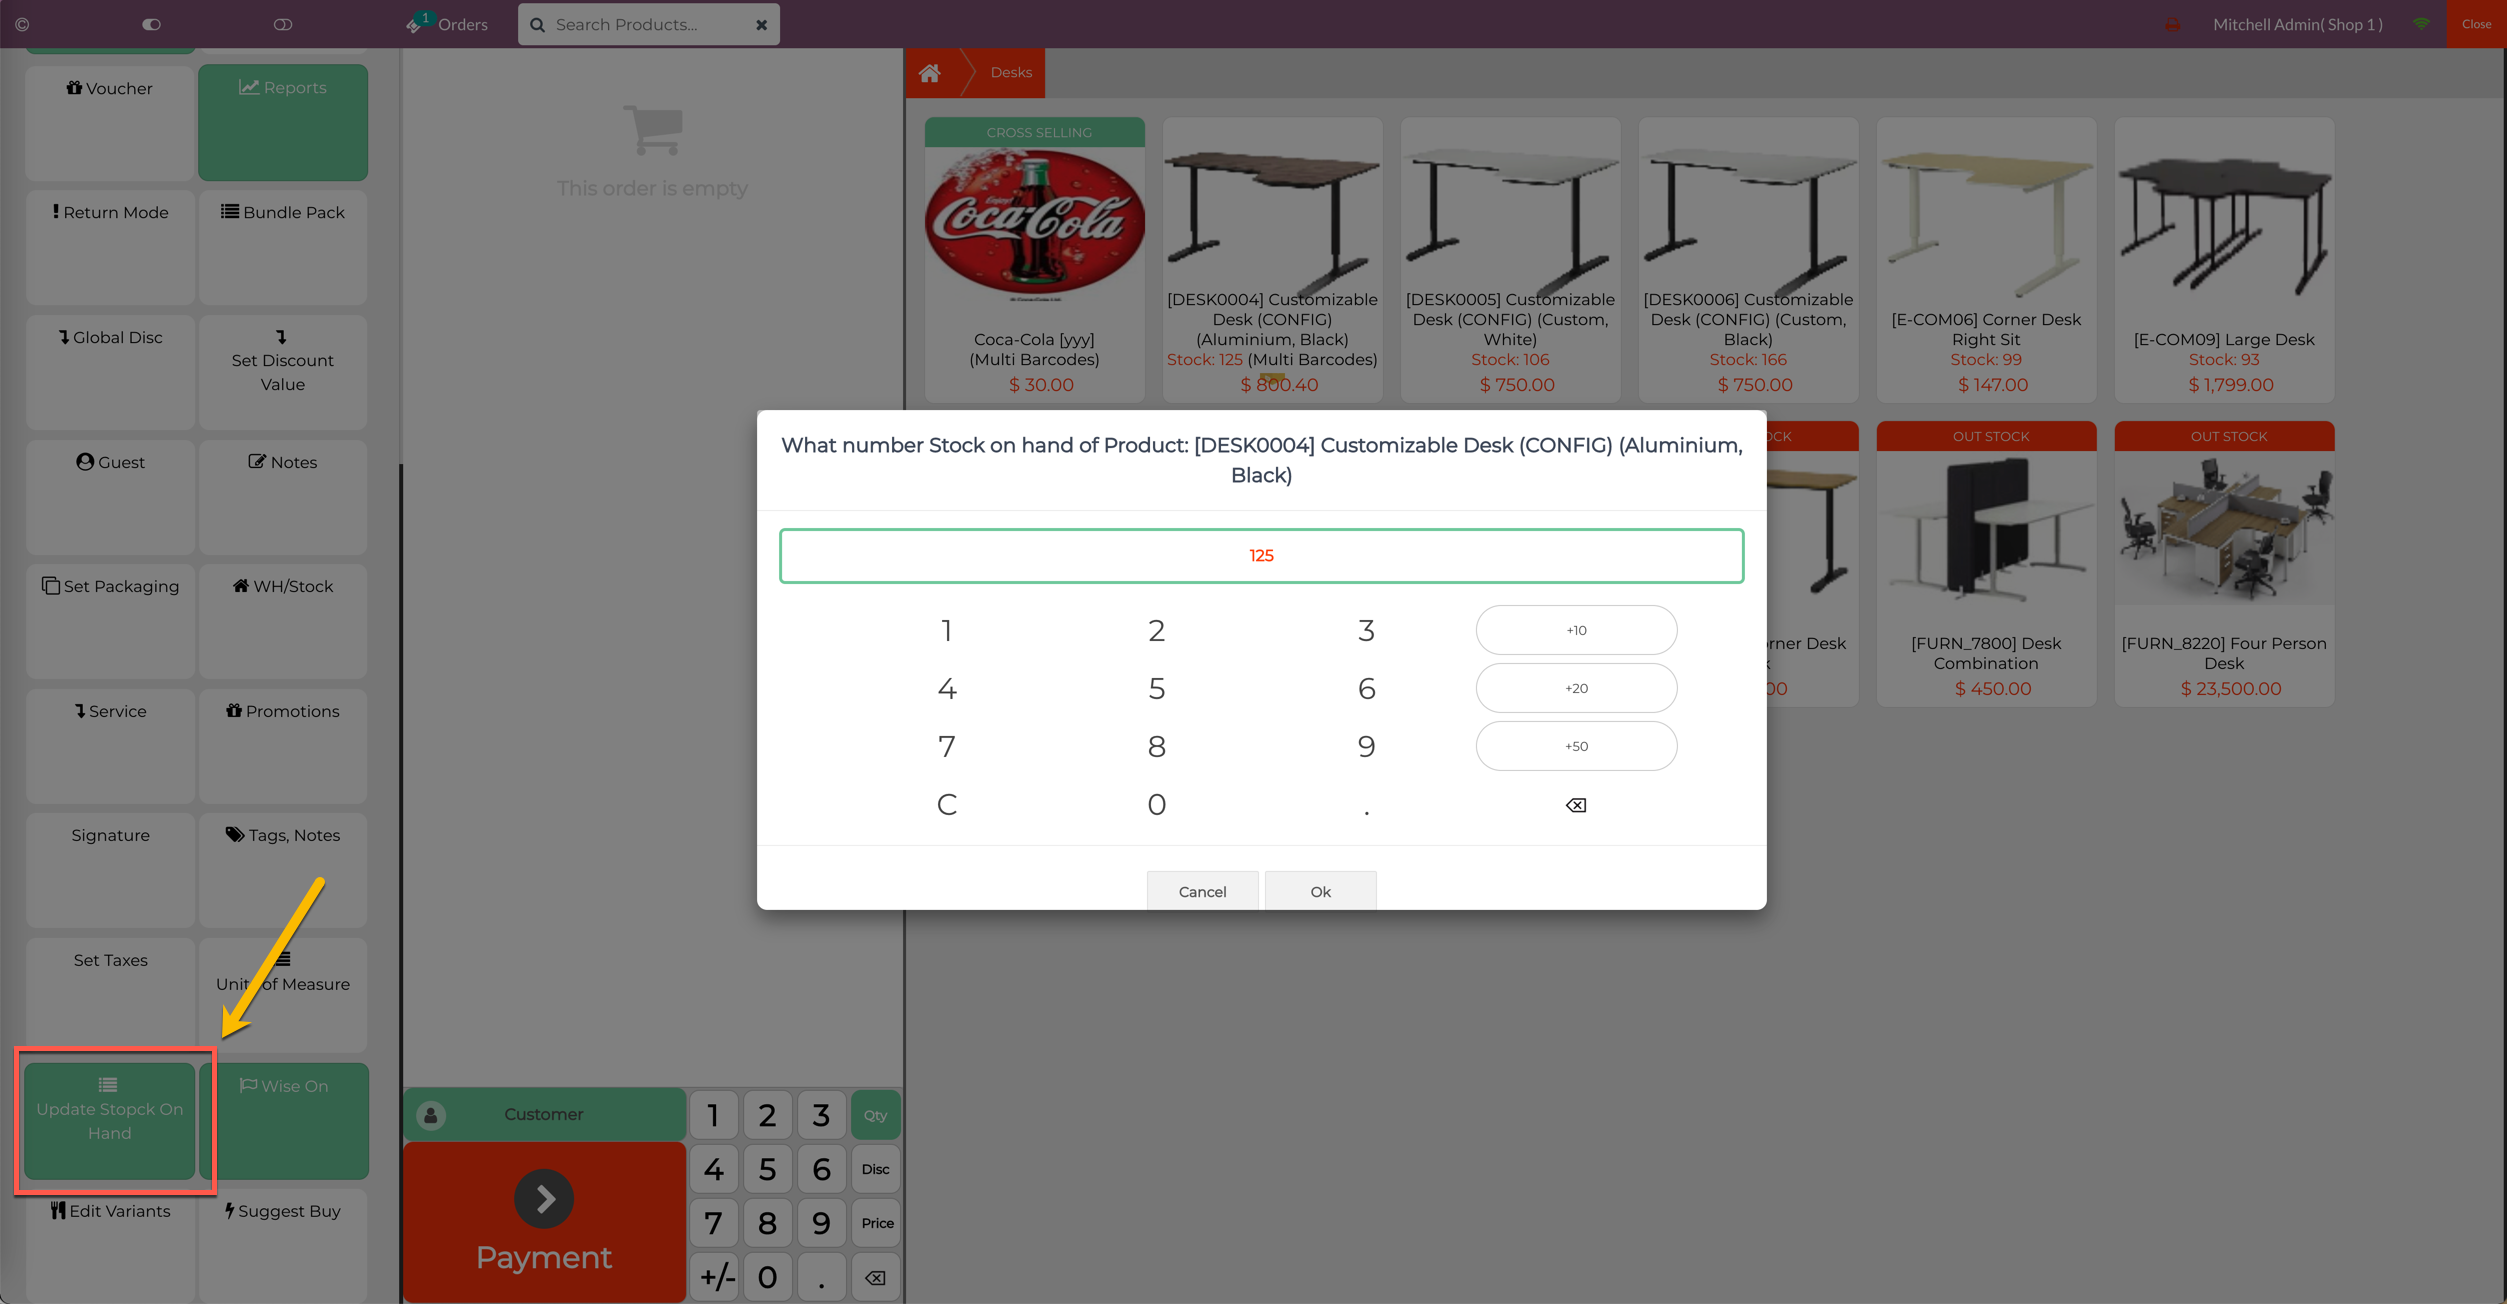 ©
1
Orders
Search Products...
Mitchell Admin( Shop 1 )
Close
Voucher
Reports
Return Mode
Bundle Pack
Global Disc
Set Discount
Value
Guest
Notes
Set Packaging
WH/Stock
Service
Promotions
Signature
Tags, Notes
Set Taxes
of Measure
Update Stopck On
Hand
Wise On
Edit Variants
Suggest Buy
This order is empty
Customer
Payment
1
2
3
Qty
4
5
6
Disc
7
8
9
Price
+/-
0
.
Desks
CROSS SELLING
Enjoy
Coca-Cola
Coca-Cola [yyy]
(Multi Barcodes)
$ 30.00
[DESK0004] Customizable
Desk (CONFIG)
(Aluminium, Black)
Stock: 125 (Multi Barcodes)
$ 800.40
[DESK0005] Customizable
Desk (CONFIG) (Custom,
White)
Stock: 106
$ 750.00
[DESK0006] Customizable
Desk (CONFIG) (Custom,
Black)
Stock: 166
$ 750.00
[E-COM06] Corner Desk
Right Sit
Stock: 99
$ 147.00
[E-COM09] Large Desk
Stock: 93
$ 1,799.00
OUT STOCK
[FURN_7800] Desk
Combination
$ 450.00
OUT STOCK
[FURN_8220] Four Person
Desk
$ 23,500.00
What number Stock on hand of Product: [DESK0004] Customizable Desk (CONFIG) (Aluminium,
Black)
125
1
2
3
+10
4
5
6
+20
7
8
9
+50
C
0
.
Cancel
Ok